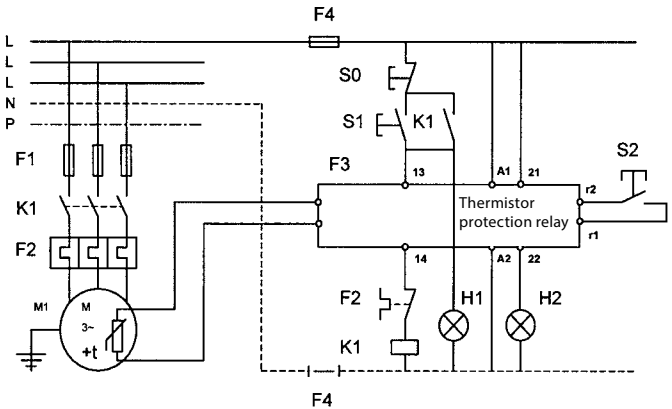 F4
L
L
L
N
P
S0
S1 K1
F1
F3
13
A1
21
S2
K1
r2
Thermistor
protection relay
r1
F2
14
A2
22
M1
M
3~
+t
F2
H1
H2
K1
F4